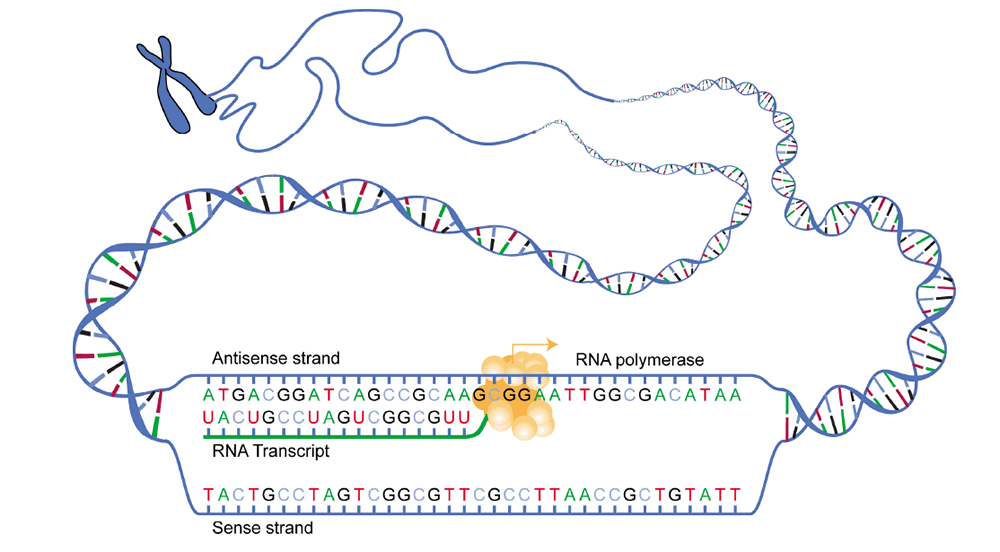 Antisense strand
RNA polymerase
ATGACGGATCAGCCGCAAGCGGAATTGGCGACATAA
UACUGCCUAGUCGGCGUU
RNA Transcript
TACTGCCTAGTCGGCGTTCGCCTTAACCGCTGTATT
Sense strand